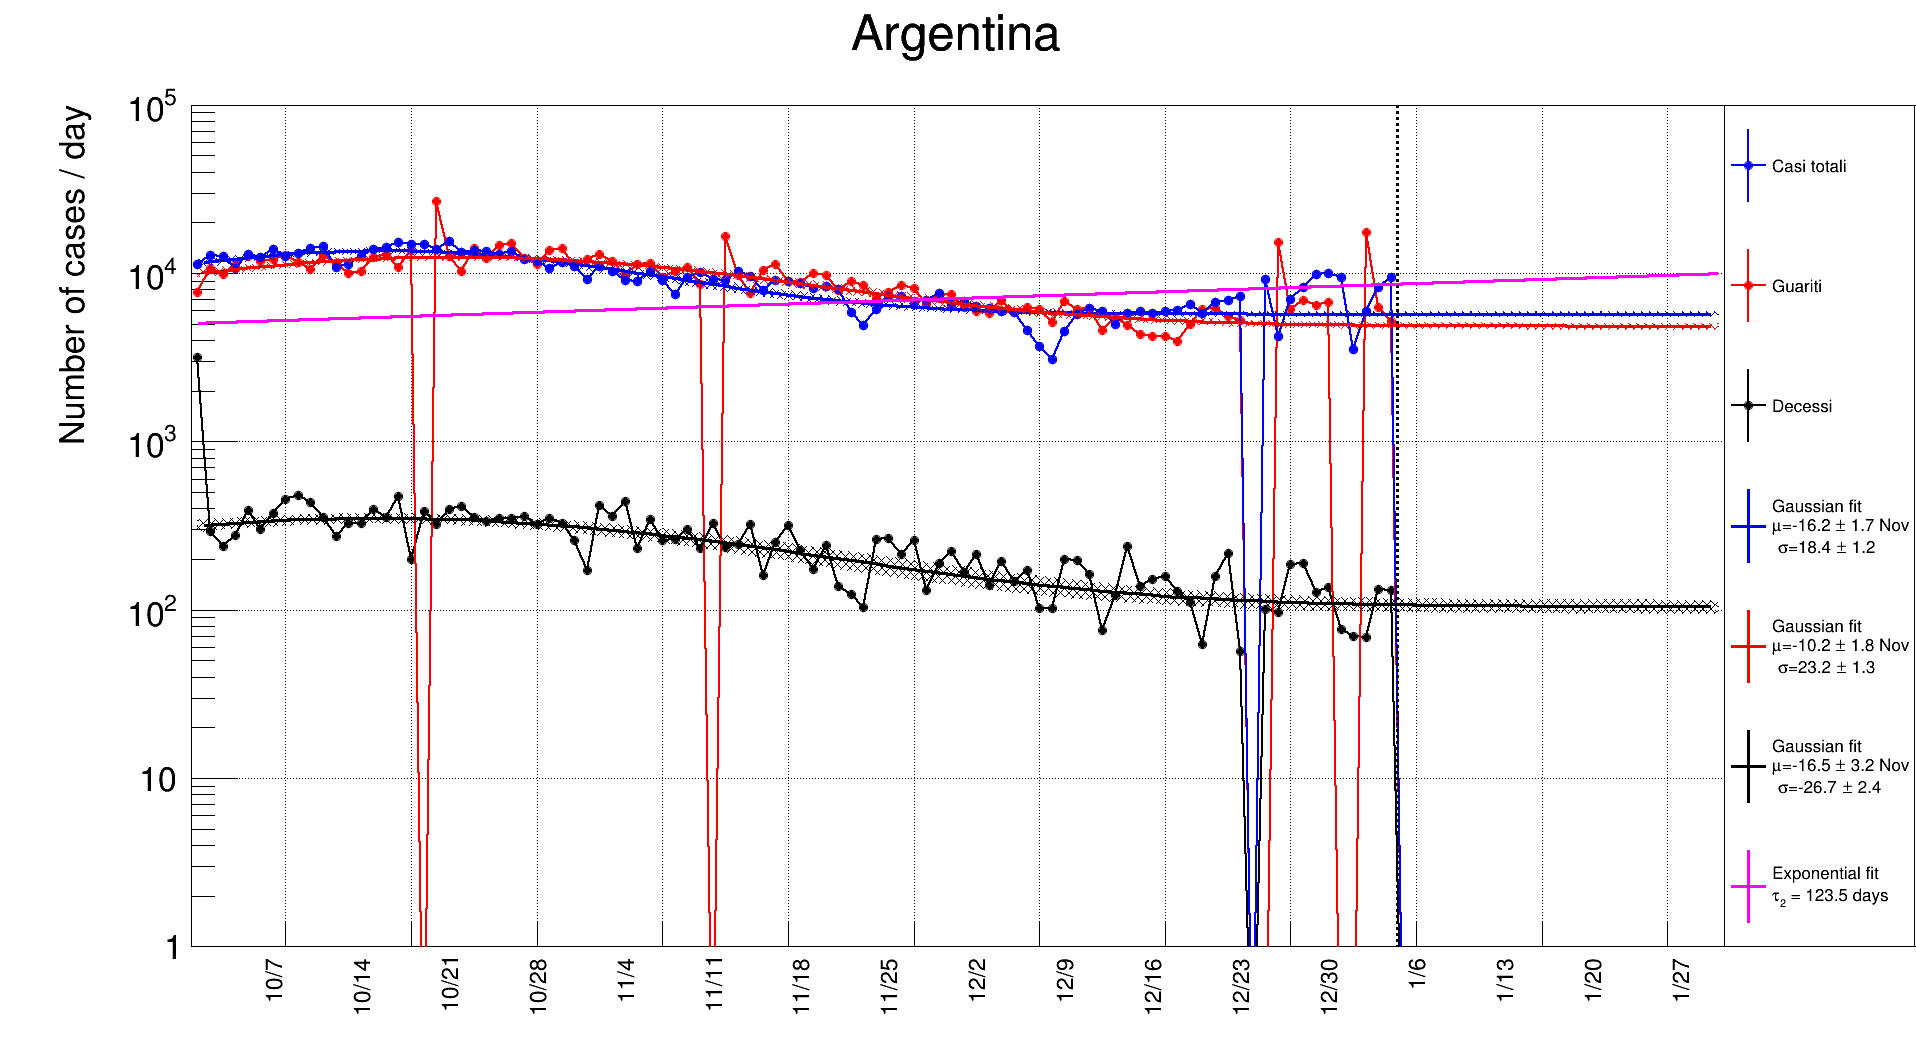 Argentina
Number of cases / day
10^5
10^4
10^3
10^2
10
1
10/7
10/14
10/21
10/28
11/4
11/11
11/18
11/25
12/2
12/9
12/16
12/23
12/30
1/6
1/13
1/20
1/27
Casi totali
Guariti
Decessi
Gaussian fit
μ=-16.2 ± 1.7 Nov
σ=18.4 ± 1.2
Gaussian fit
μ=-10.2 ± 1.8 Nov
σ=23.2 ± 1.3
Gaussian fit
μ=-16.5 ± 3.2 Nov
σ=-26.7 ± 2.4
Exponential fit
τ₂ = 123.5 days